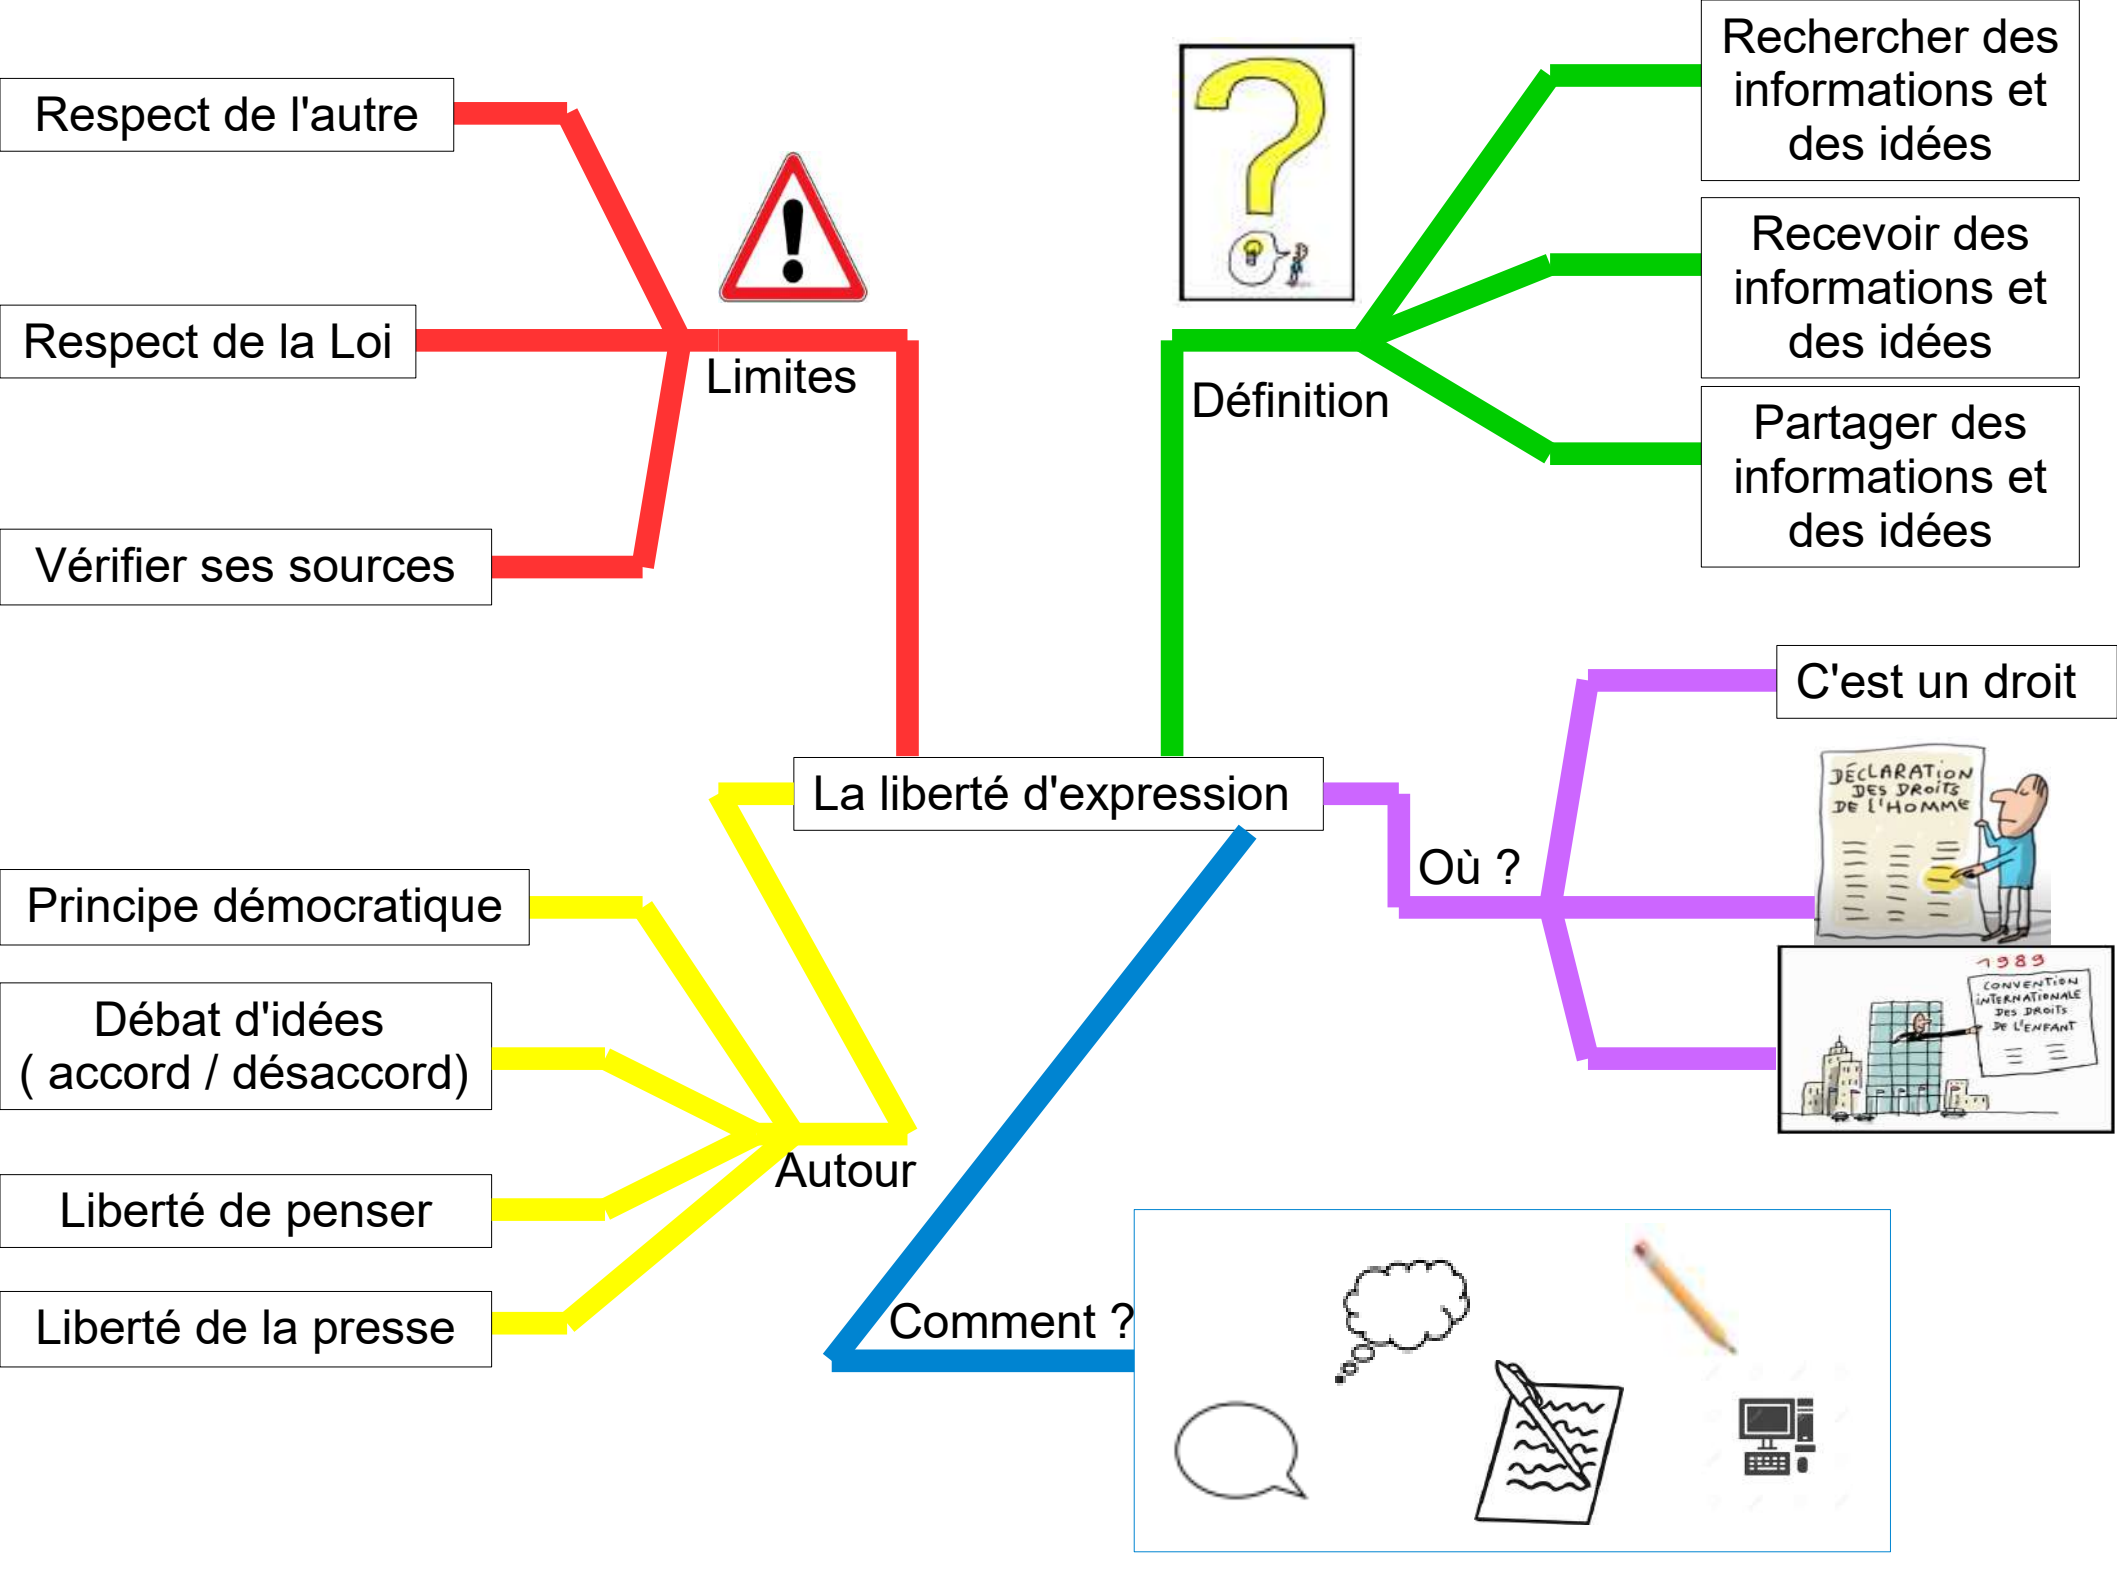 Respect de l'autre
Respect de la Loi
Vérifier ses sources
Limites
Définition
Rechercher des
informations et
des idées
Recevoir des
informations et
des idées
Partager des
informations et
des idées
La liberté d'expression
Où ?
C'est un droit
DÉCLARATION
DES DROITS
DE L'HOMME
1989
CONVENTION
INTERNATIONALE
DES DROITS
DE L'ENFANT
Principe démocratique
Débat d'idées
( accord / désaccord)
Liberté de penser
Liberté de la presse
Autour
Comment ?